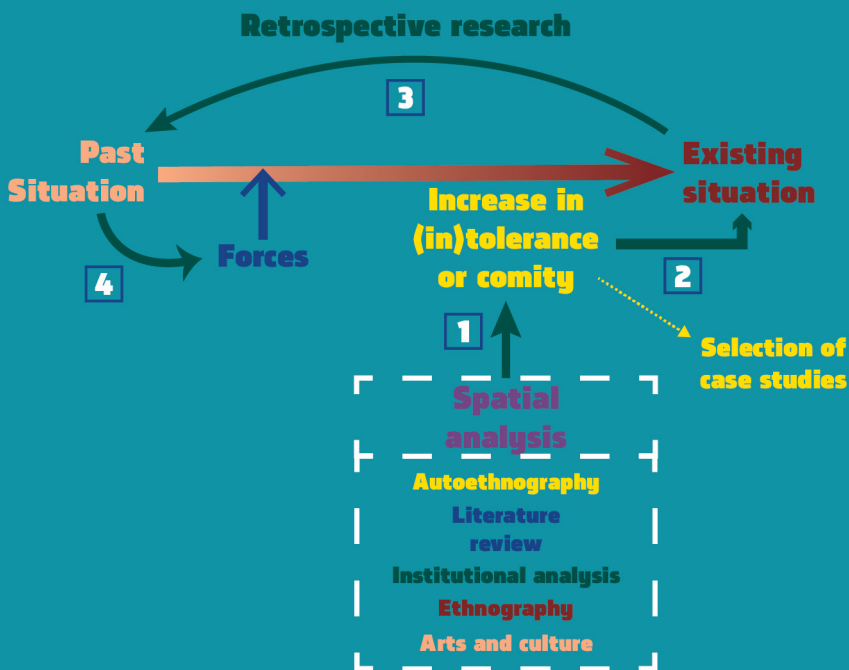 Retrospective research
3
Past
Situation
Existing
situation
Increase in
(in)tolerance
or comity
Forces
4
2
1
Selection of
case studies
Spatial
analysis
Autoethnography
Literature
review
Institutional analysis
Ethnography
Arts and culture